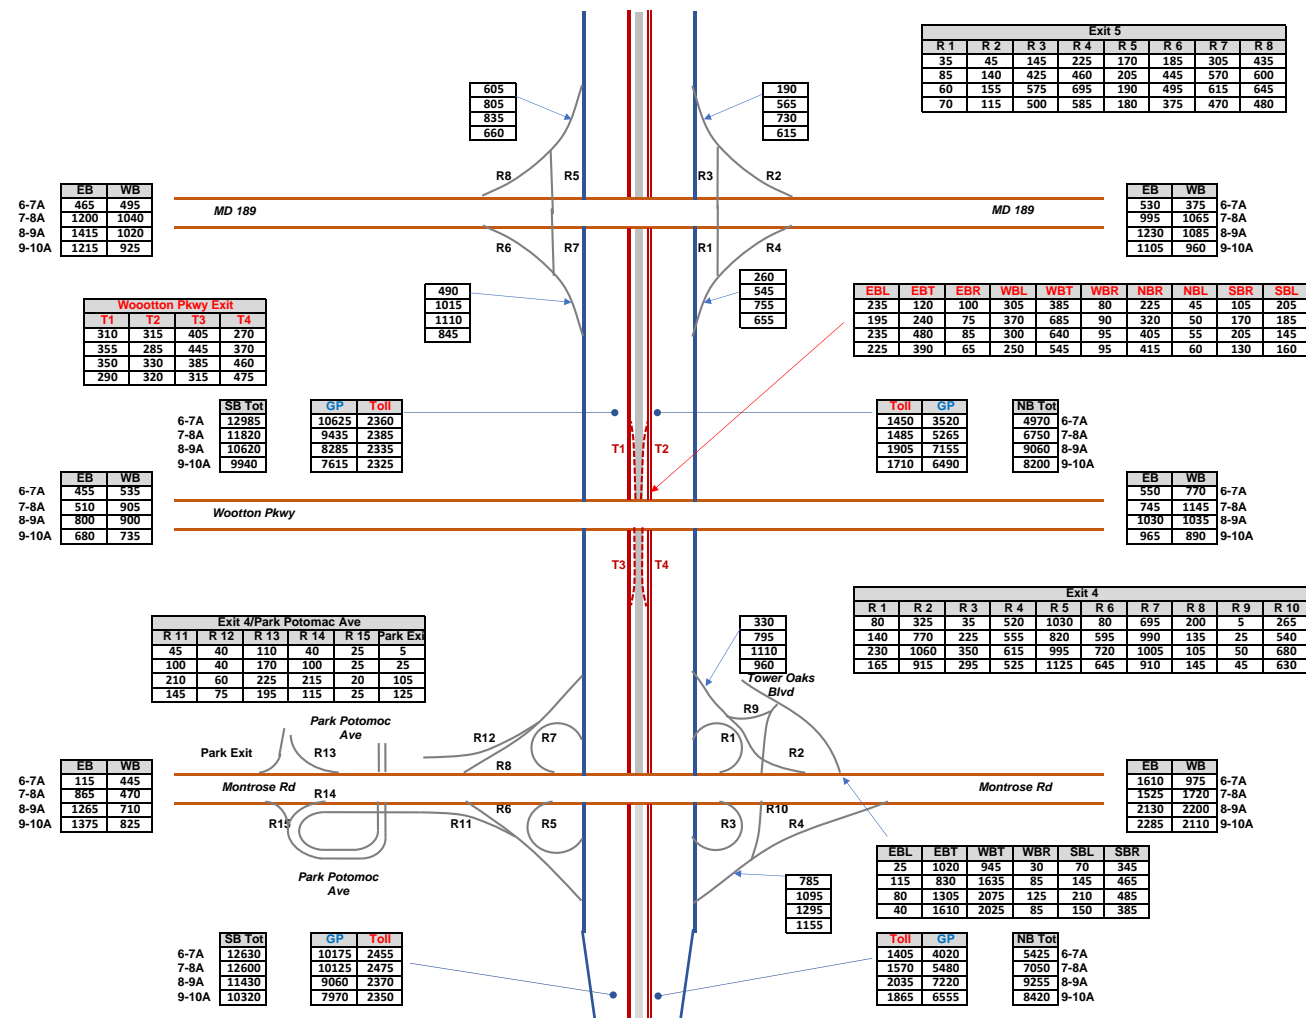 Exit 5
R 1 R 2 R 3 R 4 R 5 R 6 R 7 R 8
35 45 145 225 170 185 305 435
85 140 425 460 205 445 570 600
60 155 575 695 190 495 615 645
70 115 500 585 180 375 470 480
605
805
835
660
190
565
730
615
R8 R5 R3 R2
EB WB
6-7A 465 495
7-8A 1200 1040
8-9A 1415 1020
9-10A 1215 925
MD 189
MD 189
EB WB
530 375 6-7A
995 1065 7-8A
1230 1085 8-9A
1105 960 9-10A
R6 R7 R1 R4
490
1015
1110
845
260
545
755
655
Woootton Pkwy Exit
T1 T2 T3 T4
310 315 405 270
355 285 445 370
350 330 385 460
290 320 315 475
EBL EBT EBR WBL WBT WBR NBR NBL SBR SBL
235 120 100 305 385 80 225 45 105 205
195 240 75 370 685 90 320 50 170 185
235 480 85 300 640 95 405 55 205 145
225 390 65 250 545 95 415 60 130 160
SB Tot GP Toll
6-7A 12985 10625 2360
7-8A 11820 9435 2385
8-9A 10620 8285 2335
9-10A 9940 7615 2325
Toll GP NB Tot
1450 3520 4970 6-7A
1485 5265 6750 7-8A
1905 7155 9060 8-9A
1710 6490 8200 9-10A
T1 T2
EB WB
6-7A 455 535
7-8A 510 905
8-9A 800 900
9-10A 680 735
Wootton Pkwy
EB WB
550 770 6-7A
745 1145 7-8A
1030 1035 8-9A
965 890 9-10A
T3 T4
Exit 4/Park Potomac Ave
R 11 R 12 R 13 R 14 R 15 Park Exi
45 40 110 40 25 5
100 40 170 100 25 25
210 60 225 215 20 105
145 75 195 115 25 125
330
795
1110
960
Exit 4
R 1 R 2 R 3 R 4 R 5 R 6 R 7 R 8 R 9 R 10
80 325 35 520 1030 80 695 200 5 265
140 770 225 555 820 595 990 135 25 540
230 1060 350 615 995 720 1005 105 50 680
165 915 295 525 1125 645 910 145 45 630
Tower Oaks
Blvd
R9
Park Potomoc
Ave
Park Exit R13 R12 R7 R8 R1 R2
EB WB
6-7A 115 445
7-8A 865 470
8-9A 1265 710
9-10A 1375 825
Montrose Rd
Montrose Rd
EB WB
1610 975 6-7A
1525 1720 7-8A
2130 2200 8-9A
2285 2110 9-10A
R14 R15 R11 R6 R5 R3 R10 R4
Park Potomoc
Ave
785
1095
1295
1155
EBL EBT WBT WBR SBL SBR
25 1020 945 30 70 345
115 830 1635 85 145 465
80 1305 2075 125 210 485
40 1610 2025 85 150 385
SB Tot GP Toll
6-7A 12630 10175 2455
7-8A 12600 10125 2475
8-9A 11430 9060 2370
9-10A 10320 7970 2350
Toll GP NB Tot
1405 4020 5425 6-7A
1570 5480 7050 7-8A
2035 7220 9255 8-9A
1865 6555 8420 9-10A